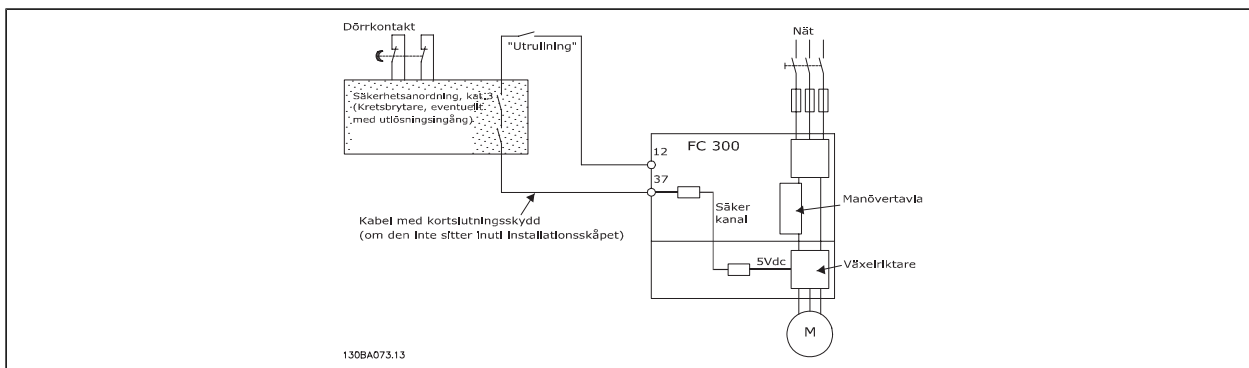 Dörrkontakt
"Utrullning"
Nät
Säkerhetsanordning, kat.3
(Kretsbrytare, eventuellt
med utlösningsingång)
12
FC 300
37
Säker
kanal
Manövertavla
Kabel med kortslutningsskydd
(om den inte sitter inuti installationsskåpet)
5Vdc
Växelriktare
M
130BA073.13